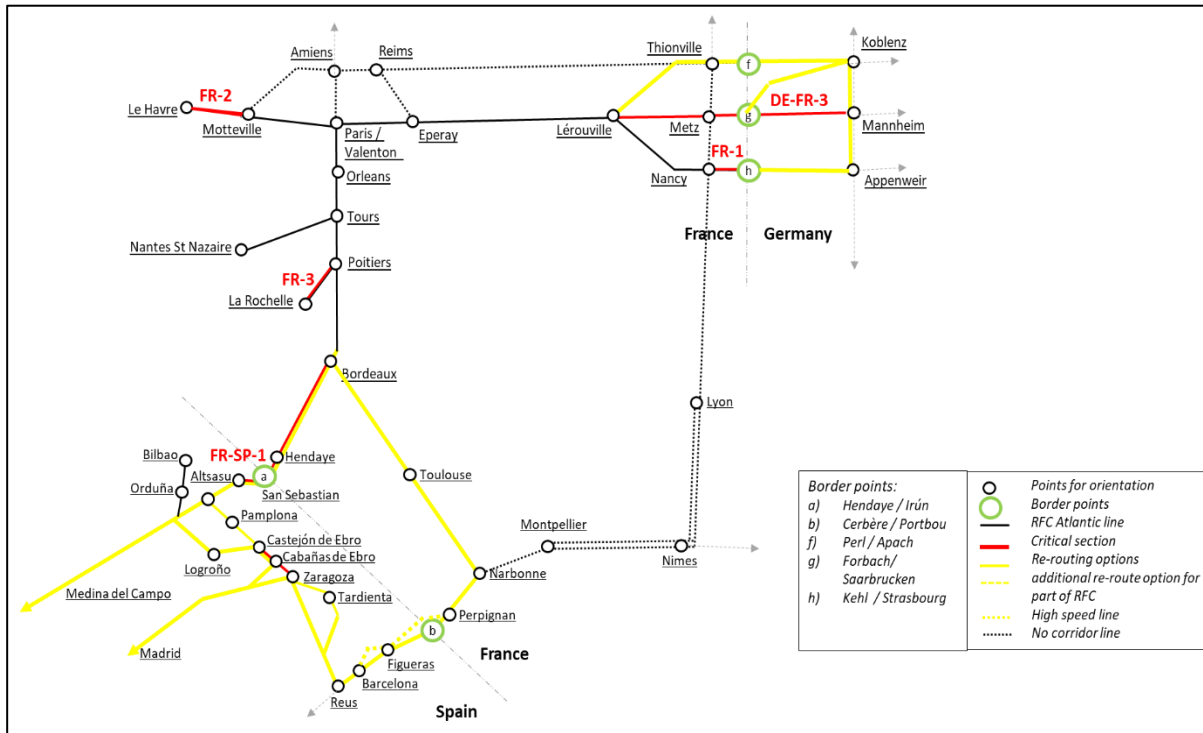 Amiens
Reims
Thionville
f
Koblenz
FR-2
Le Havre
Motteville
Paris /
Valenton
Eperay
Lérouville
Metz
g
DE-FR-3
Mannheim
FR-1
Nancy
h
Appenweir
Orleans
Tours
Nantes St Nazaire
Poitiers
France
Germany
FR-3
La Rochelle
Bordeaux
Lyon
FR-SP-1
Hendaye
a
Bilbao
Altsasu
Orduña
San Sebastian
Toulouse
Pamplona
Castejón de Ebro
Cabañas de Ebro
Logroño
Zaragoza
Montpellier
Nimes
Narbonne
Medina del Campo
Tardienta
Perpignan
b
Madrid
Figueras
France
Barcelona
Reus
Spain
Border points:
a) Hendaye / Irún
b) Cerbère / Portbou
f) Perl / Apach
g) Forbach/
Saarbrucken
h) Kehl / Strasbourg
Points for orientation
Border points
RFC Atlantic line
Critical section
Re-routing options
additional re-route option for
part of RFC
High speed line
No corridor line